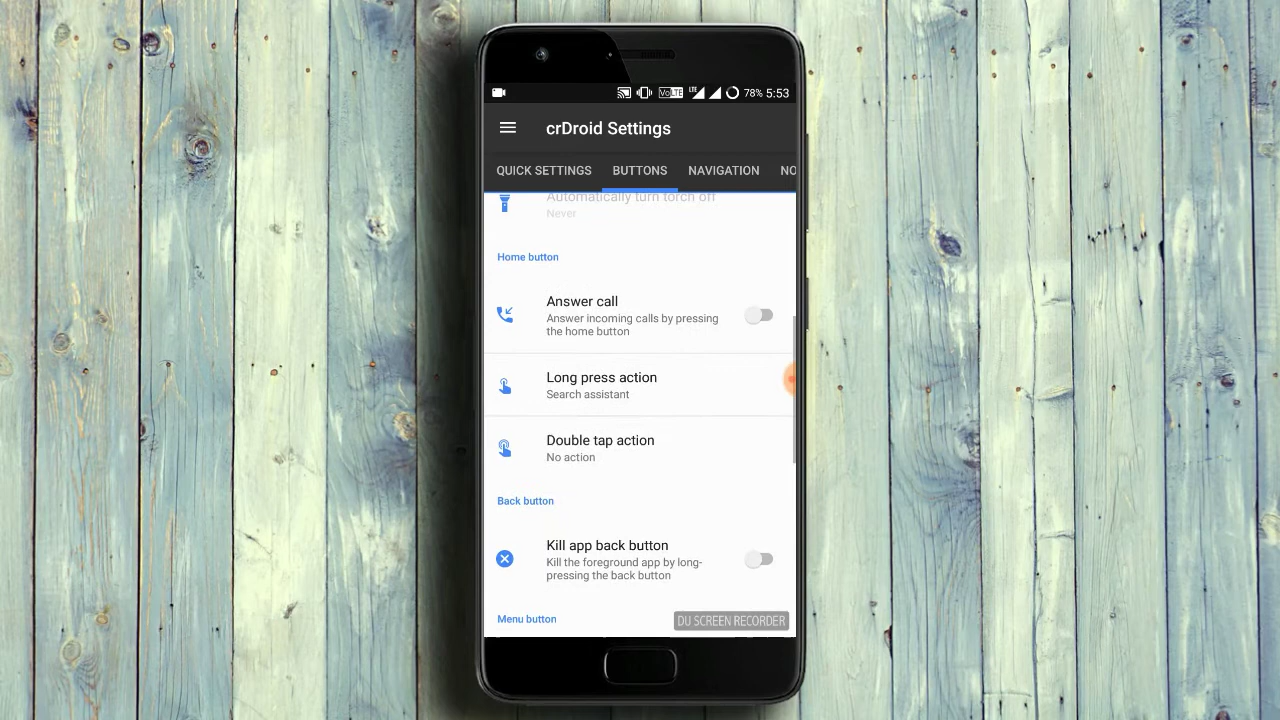 VoLTE LTE 78% 5:53
crDroid Settings
QUICK SETTINGS BUTTONS NAVIGATION NO
Automatically turn torch off
Never
Home button
Answer call
Answer incoming calls by pressing
the home button
Long press action
Search assistant
Double tap action
No action
Back button
Kill app back button
Kill the foreground app by long-
pressing the back button
Menu button
DU SCREEN RECORDER